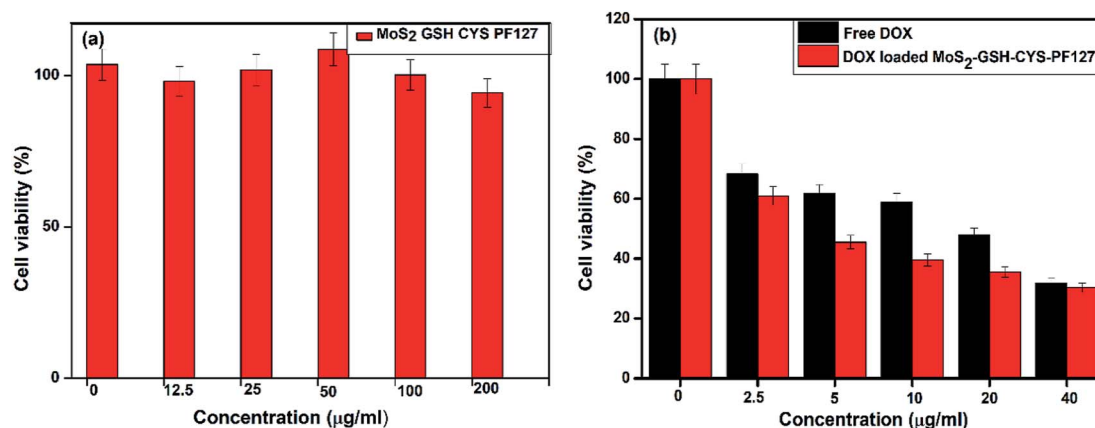 (a)
MoS2 GSH CYS PF127
100
50
0
Cell viability (%)
0 12.5 25 50 100 200
Concentration (µg/ml)
(b)
Free DOX
DOX loaded MoS2-GSH-CYS-PF127
120
100
80
60
40
20
0
Cell viability (%)
0 2.5 5 10 20 40
Concentration (µg/ml)